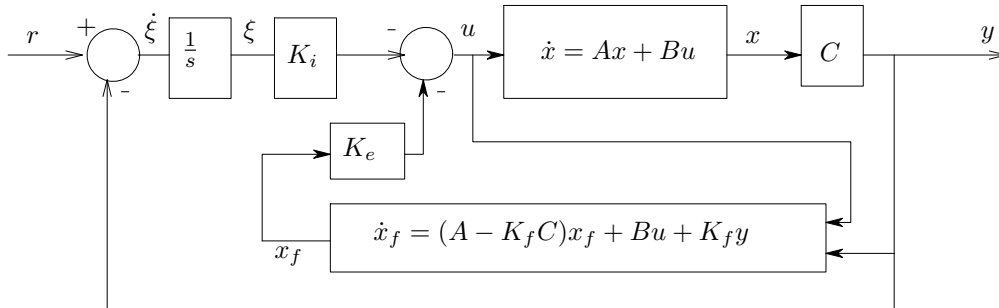 r + - ξ̇ 1/s ξ K_i - - u ẋ = Ax + Bu x C y
K_e
ẋ_f = (A − K_f C)x_f + Bu + K_f y
x_f